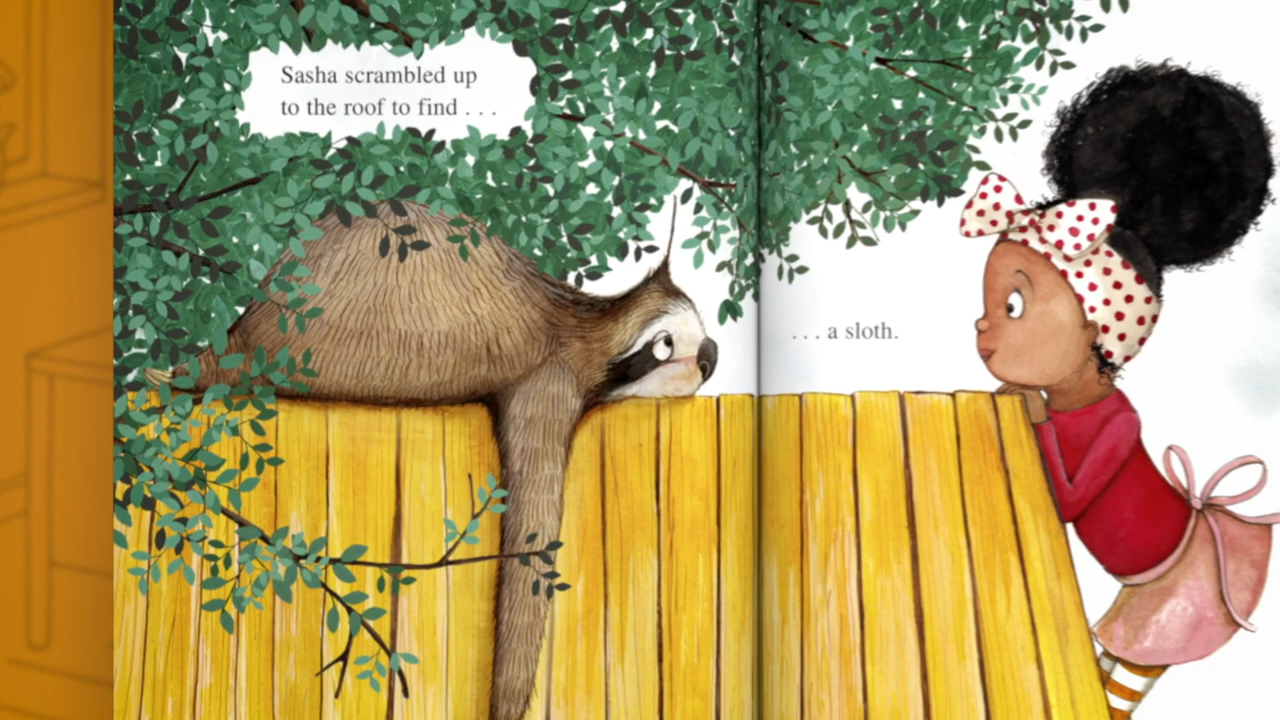 Sasha scrambled up
to the roof to find . . .
. . . a sloth.